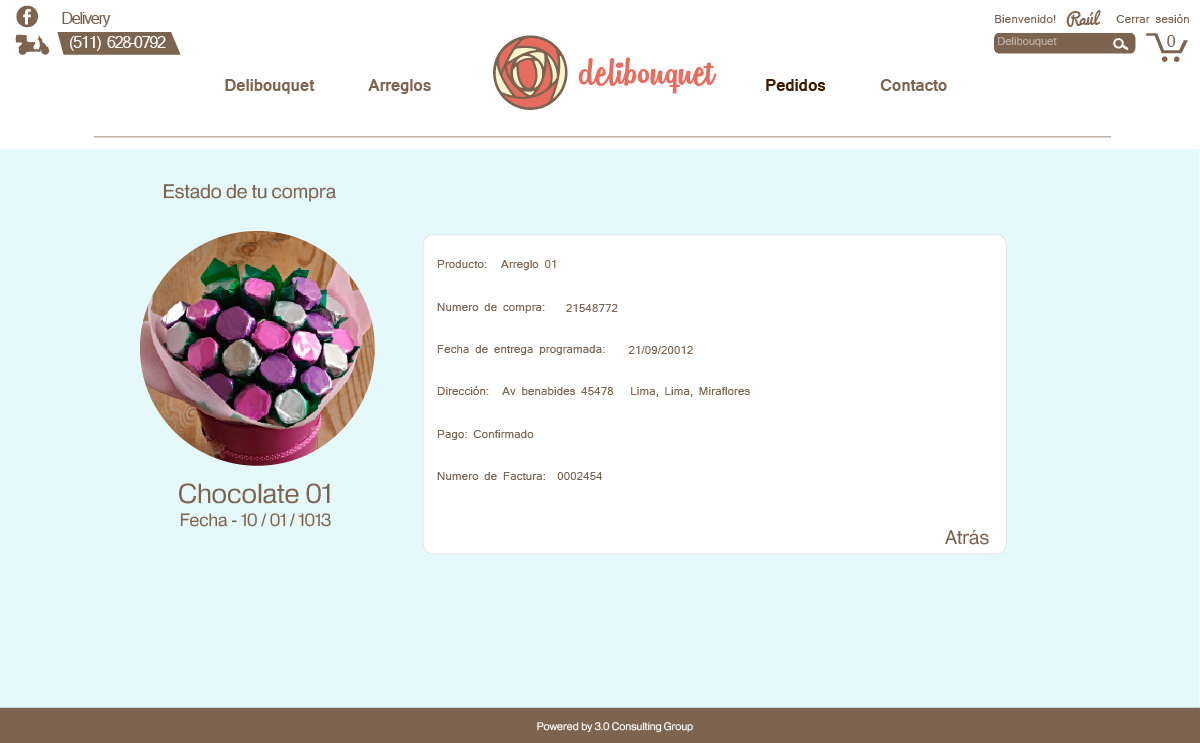 Delivery
(511) 628-0792
Bienvenido! Raúl Cerrar sesión
Delibouquet
0
Delibouquet Arreglos delibouquet Pedidos Contacto
Estado de tu compra
Producto: Arreglo 01
Numero de compra: 21548772
Fecha de entrega programada: 21/09/20012
Dirección: Av benabides 45478 Lima, Lima, Miraflores
Pago: Confirmado
Numero de Factura: 0002454
Atrás
Chocolate 01
Fecha - 10 / 01 / 1013
Powered by 3.0 Consulting Group